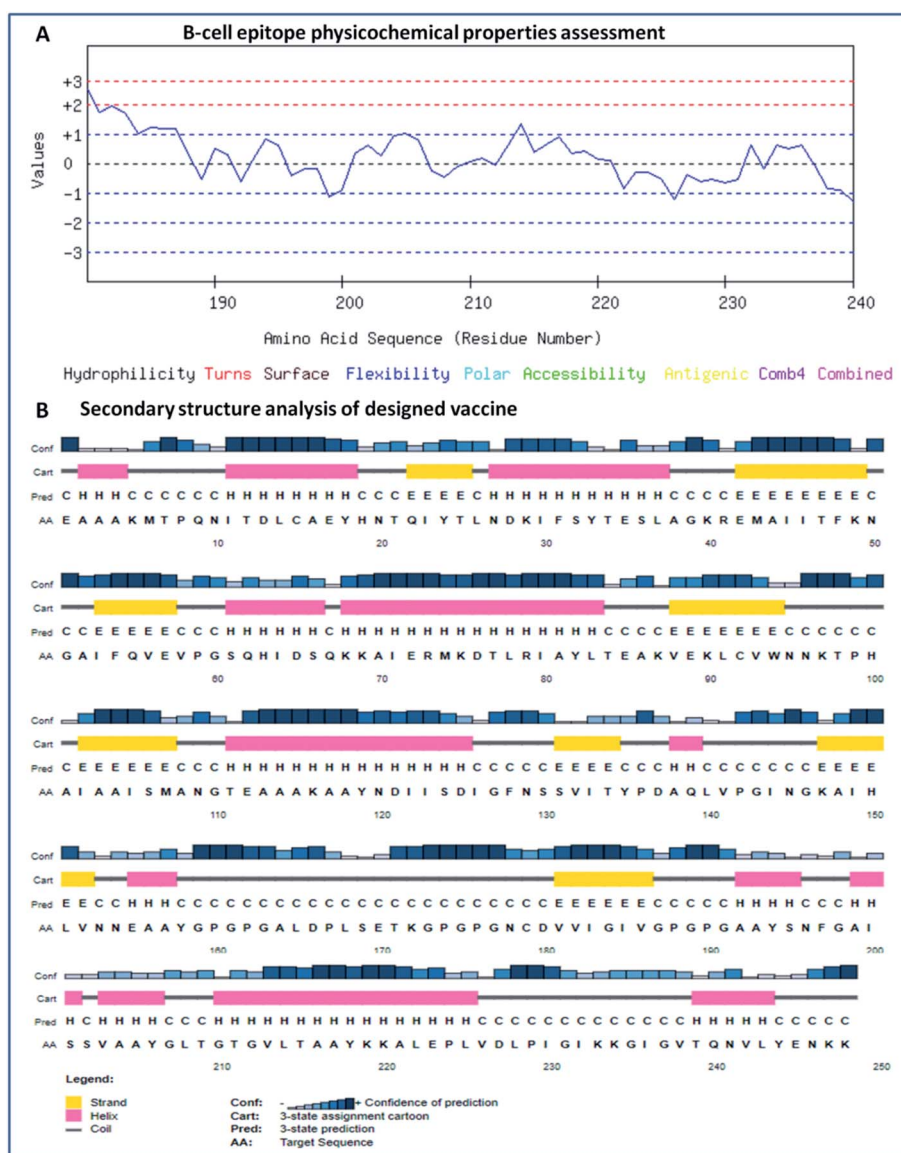 A B-cell epitope physicochemical properties assessment
+3
+2
+1
0
-1
-2
-3
Values
190 200 210 220 230 240
Amino Acid Sequence (Residue Number)
Hydrophilicity Turns Surface Flexibility Polar Accessibility Antigenic Comb4 Combined
B Secondary structure analysis of designed vaccine
Conf
Cart
Pred C H H H C C C C C C H H H H H H H H C C C E E E E C H H H H H H H H H H H C C C C E E E E E E E E C
AA E A A A K M T P Q N I T D L C A E Y H N T Q I Y T L N D K I F S Y T E S L A G K R E M A I I T F K N
10 20 30 40 50
Conf
Cart
Pred C C E E E E E C C C H H H H H H C H H H H H H H H H H H H H H H H C C C C E E E E E E E C C C C C C
AA G A I F Q V E V P G S Q H I D S Q K K A I E R M K D T L R I A Y L T E A K V E K L C V W N N K T P H
60 70 80 90 100
Conf
Cart
Pred C E E E E E E C C C H H H H H H H H H H H H H H H C C C C C E E E E C C C H H C C C C C C C E E E E
AA A I A A I S M A N G T E A A A K A A Y N D I I S D I G F N S S V I T Y P D A Q L V P G I N G K A I H
110 120 130 140 150
Conf
Cart
Pred E E C C H H H C C C C C C C C C C C C C C C C C C C C C C C E E E E E E C C C C C H H H H C C C H H
AA L V N N E A A Y G P G P G A L D P L S E T K G P G P G N C D V V I G I V G P G P G A A Y S N F G A I
160 170 180 190 200
Conf
Cart
Pred H C H H H H C C C H H H H H H H H H H H H H H H H C C C C C C C C C C C C C H H H H H C C C C C
AA S S V A A Y G L T G T G V L T A A Y K K A L E P L V D L P I G I K K G I G V T Q N V L Y E N K K
210 220 230 240 250
Legend:
Strand
Helix
Coil
Conf: - + Confidence of prediction
Cart: 3-state assignment cartoon
Pred: 3-state prediction
AA: Target Sequence